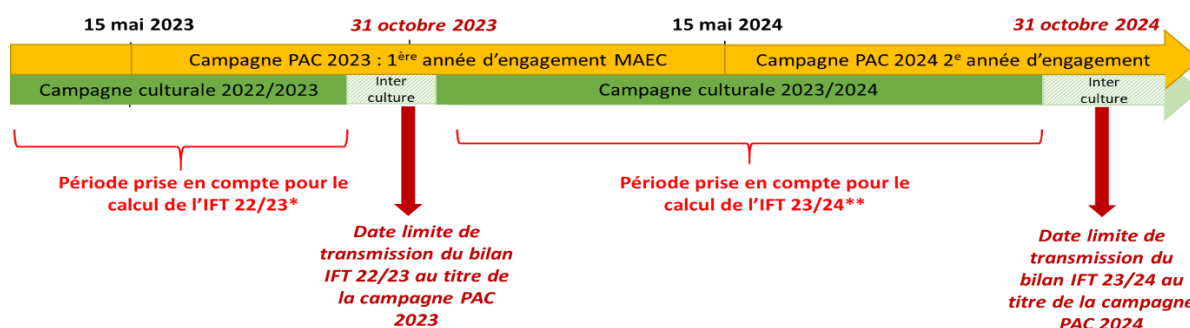 15 mai 2023
31 octobre 2023
15 mai 2024
31 octobre 2024
Campagne PAC 2023 : 1ère année d'engagement MAEC
Campagne PAC 2024 2e année d'engagement
Campagne culturale 2022/2023
Inter
culture
Campagne culturale 2023/2024
Inter
culture
Période prise en compte pour le
calcul de l'IFT 22/23*
Période prise en compte pour le
calcul de l'IFT 23/24**
Date limite de
transmission du bilan
IFT 22/23 au titre de
la campagne PAC
2023
Date limite de
transmission du
bilan IFT 23/24 au
titre de la campagne
PAC 2024